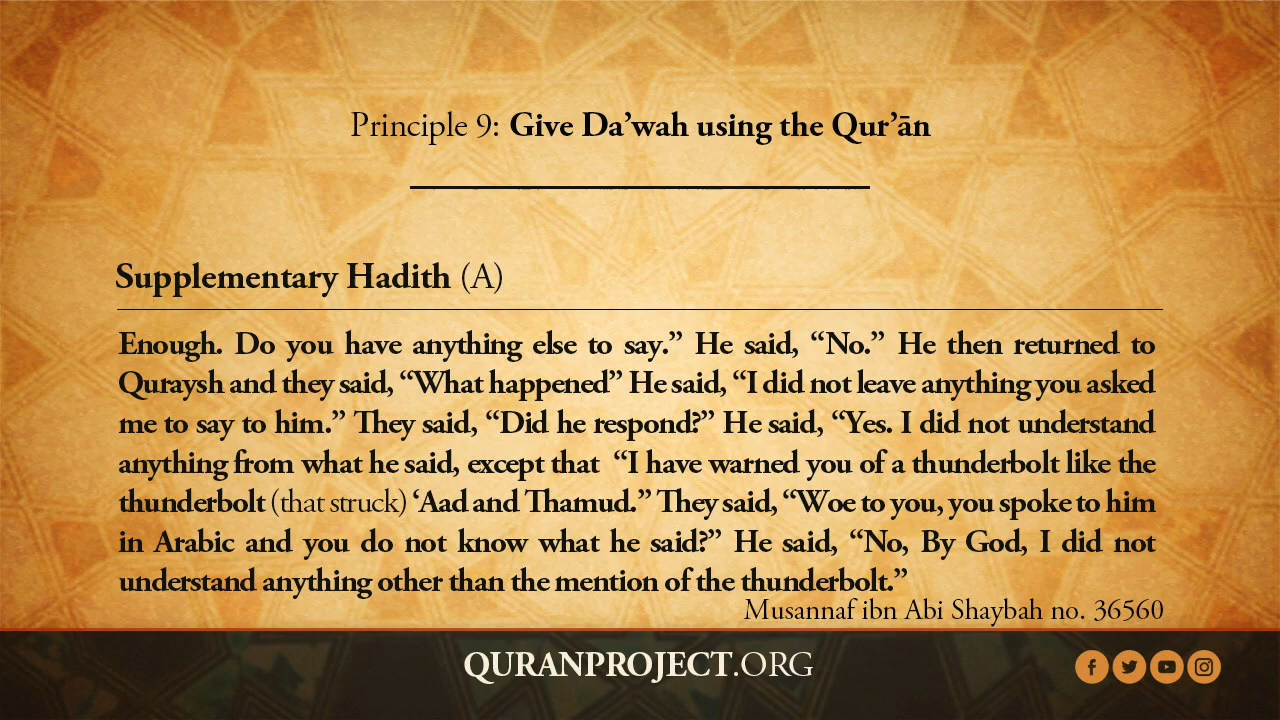 Principle 9: Give Da’wah using the Qur’ān
Supplementary Hadith (A)
Enough. Do you have anything else to say.” He said, “No.” He then returned to
Quraysh and they said, “What happened” He said, “I did not leave anything you asked
me to say to him.” They said, “Did he respond?” He said, “Yes. I did not understand
anything from what he said, except that “I have warned you of a thunderbolt like the
thunderbolt (that struck) ‘Aad and Thamud.” They said, “Woe to you, you spoke to him
in Arabic and you do not know what he said?” He said, “No, By God, I did not
understand anything other than the mention of the thunderbolt.”
Musannaf ibn Abi Shaybah no. 36560
QURANPROJECT.ORG